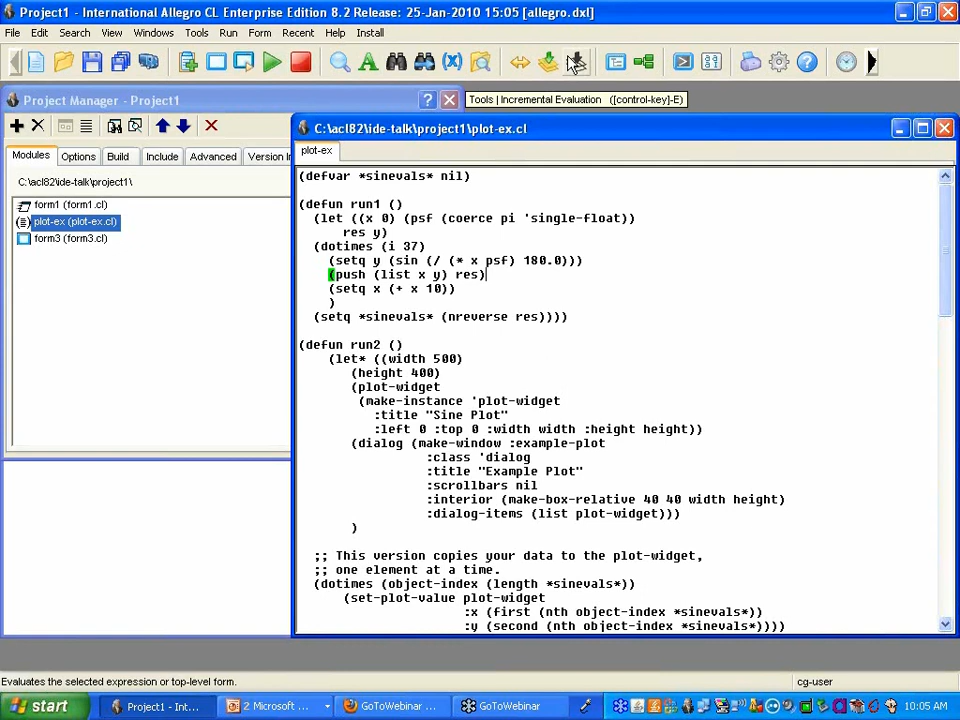 Project1 - International Allegro CL Enterprise Edition 8.2 Release: 25-Jan-2010 15:05 [allegro.dxl]
File Edit Search View Windows Tools Run Form Recent Help Install
Project Manager - Project1
Tools | Incremental Evaluation ([control-key]-E)
Modules Options Build Include Advanced Version In
C:\acl82\ide-talk\project1\
form1 (form1.cl)
plot-ex (plot-ex.cl)
form3 (form3.cl)
C:\acl82\ide-talk\project1\plot-ex.cl
plot-ex
(defvar *sinevals* nil)
(defun run1 ()
(let ((x 0) (psf (coerce pi 'single-float))
res y)
(dotimes (i 37)
(setq y (sin (/ (* x psf) 180.0)))
(push (list x y) res)
(setq x (+ x 10))
)
(setq *sinevals* (nreverse res))))
(defun run2 ()
(let* ((width 500)
(height 400)
(plot-widget
(make-instance 'plot-widget
:title "Sine Plot"
:left 0 :top 0 :width width :height height))
(dialog (make-window :example-plot
:class 'dialog
:title "Example Plot"
:scrollbars nil
:interior (make-box-relative 40 40 width height)
:dialog-items (list plot-widget)))
)
;; This version copies your data to the plot-widget,
;; one element at a time.
(dotimes (object-index (length *sinevals*))
(set-plot-value plot-widget
:x (first (nth object-index *sinevals*))
:y (second (nth object-index *sinevals*))))
Evaluates the selected expression or top-level form.
cg-user
start
Project1 - Int...
2 Microsoft ...
GoToWebinar ...
GoToWebinar
10:05 AM